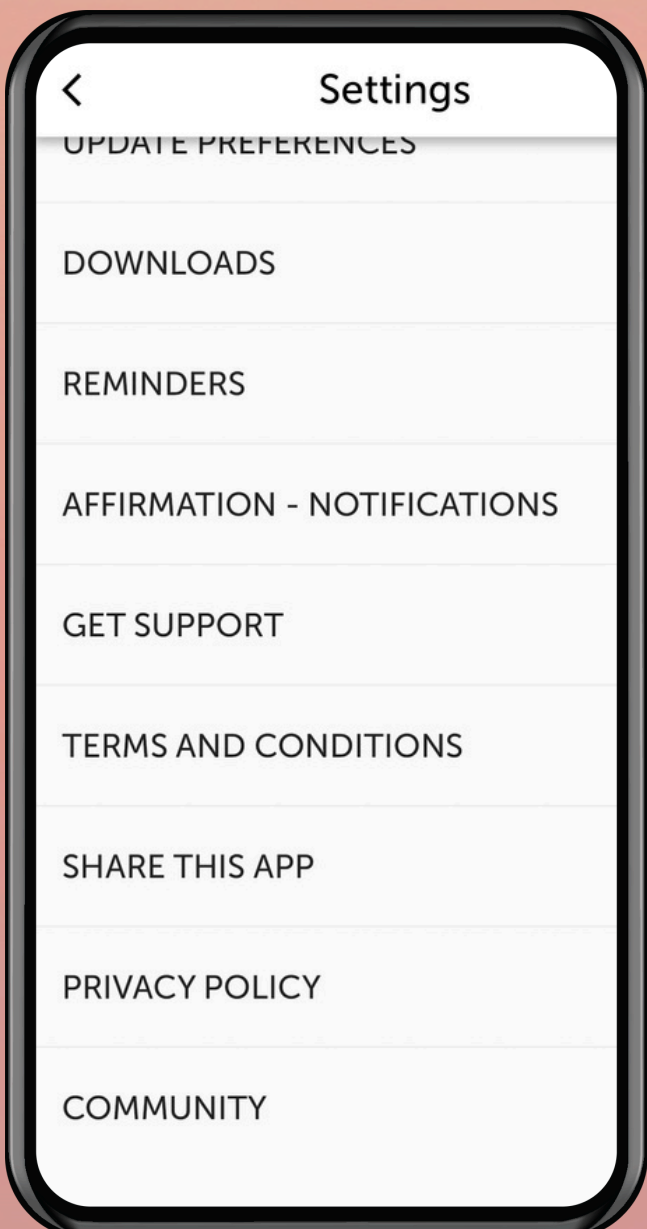 Settings
UPDATE PREFERENCES
DOWNLOADS
REMINDERS
AFFIRMATION - NOTIFICATIONS
GET SUPPORT
TERMS AND CONDITIONS
SHARE THIS APP
PRIVACY POLICY
COMMUNITY